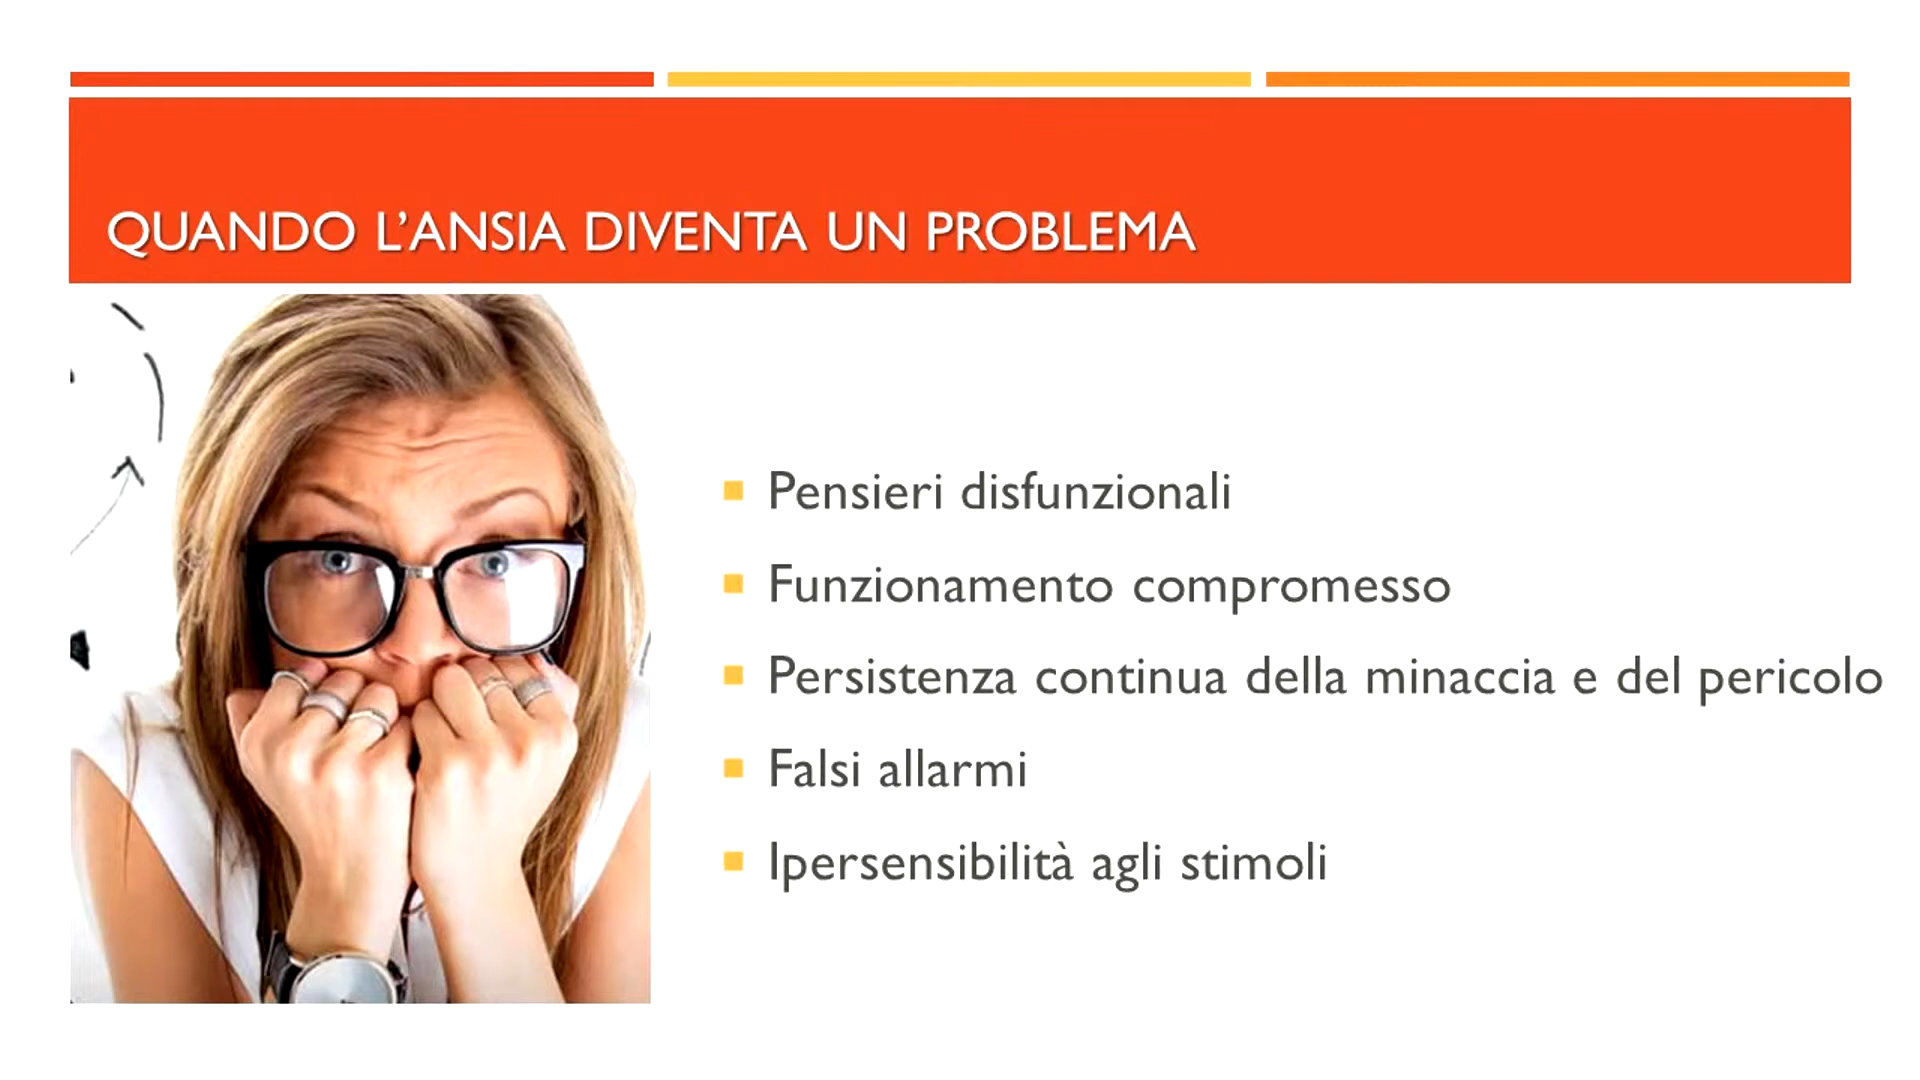 QUANDO L’ANSIA DIVENTA UN PROBLEMA
Pensieri disfunzionali
Funzionamento compromesso
Persistenza continua della minaccia e del pericolo
Falsi allarmi
Ipersensibilità agli stimoli